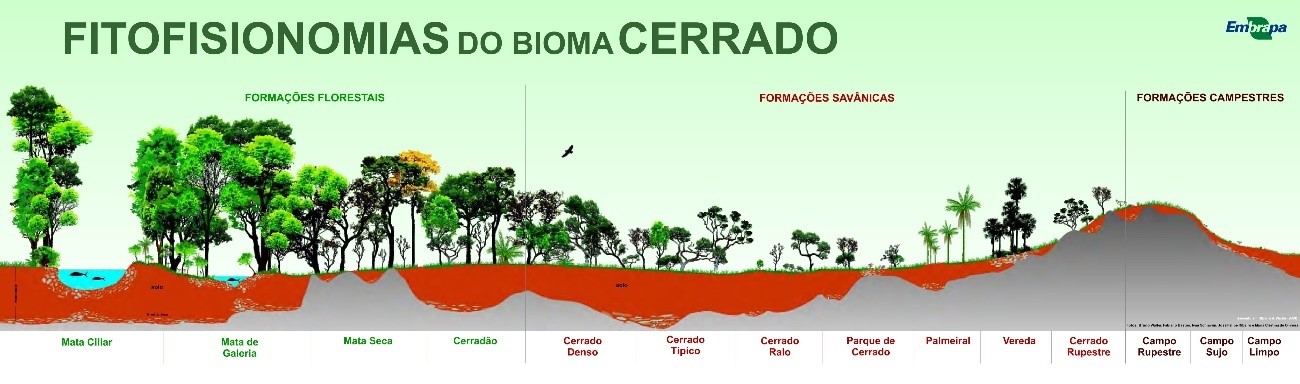 FITOFISIONOMIAS DO BIOMA CERRADO
Embrapa
FORMAÇÕES FLORESTAIS
FORMAÇÕES SAVÂNICAS
FORMAÇÕES CAMPESTRES
solo
solo
Mata Ciliar
Mata de
Galeria
Mata Seca
Cerradão
Cerrado
Denso
Cerrado
Típico
Cerrado
Ralo
Parque de
Cerrado
Palmeiral
Vereda
Cerrado
Rupestre
Campo
Rupestre
Campo
Sujo
Campo
Limpo